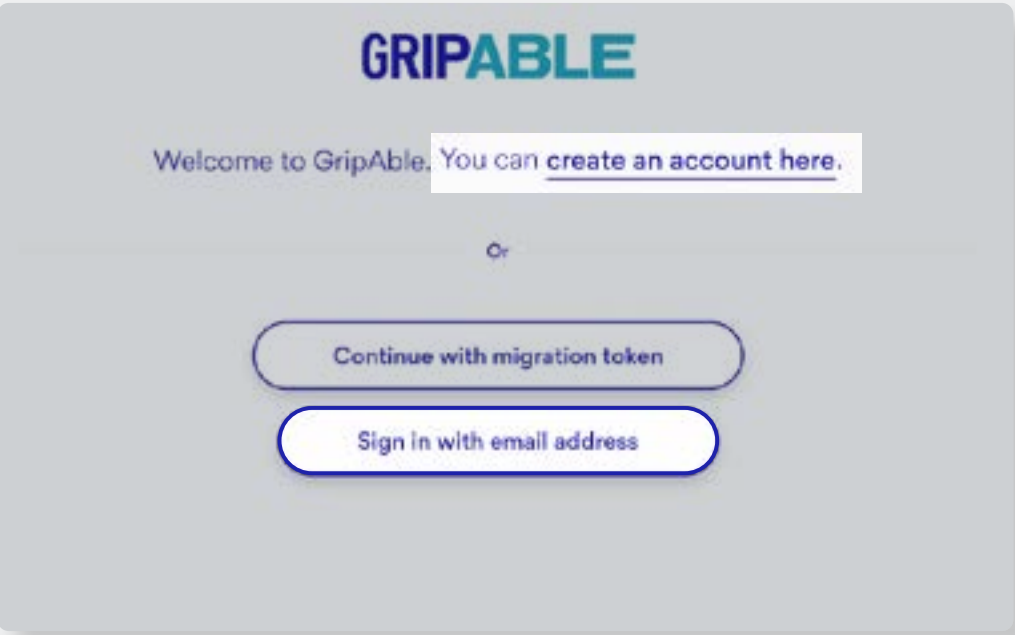 GRIPABLE
Welcome to GripAble. You can create an account here.
Or
Continue with migration token
Sign in with email address